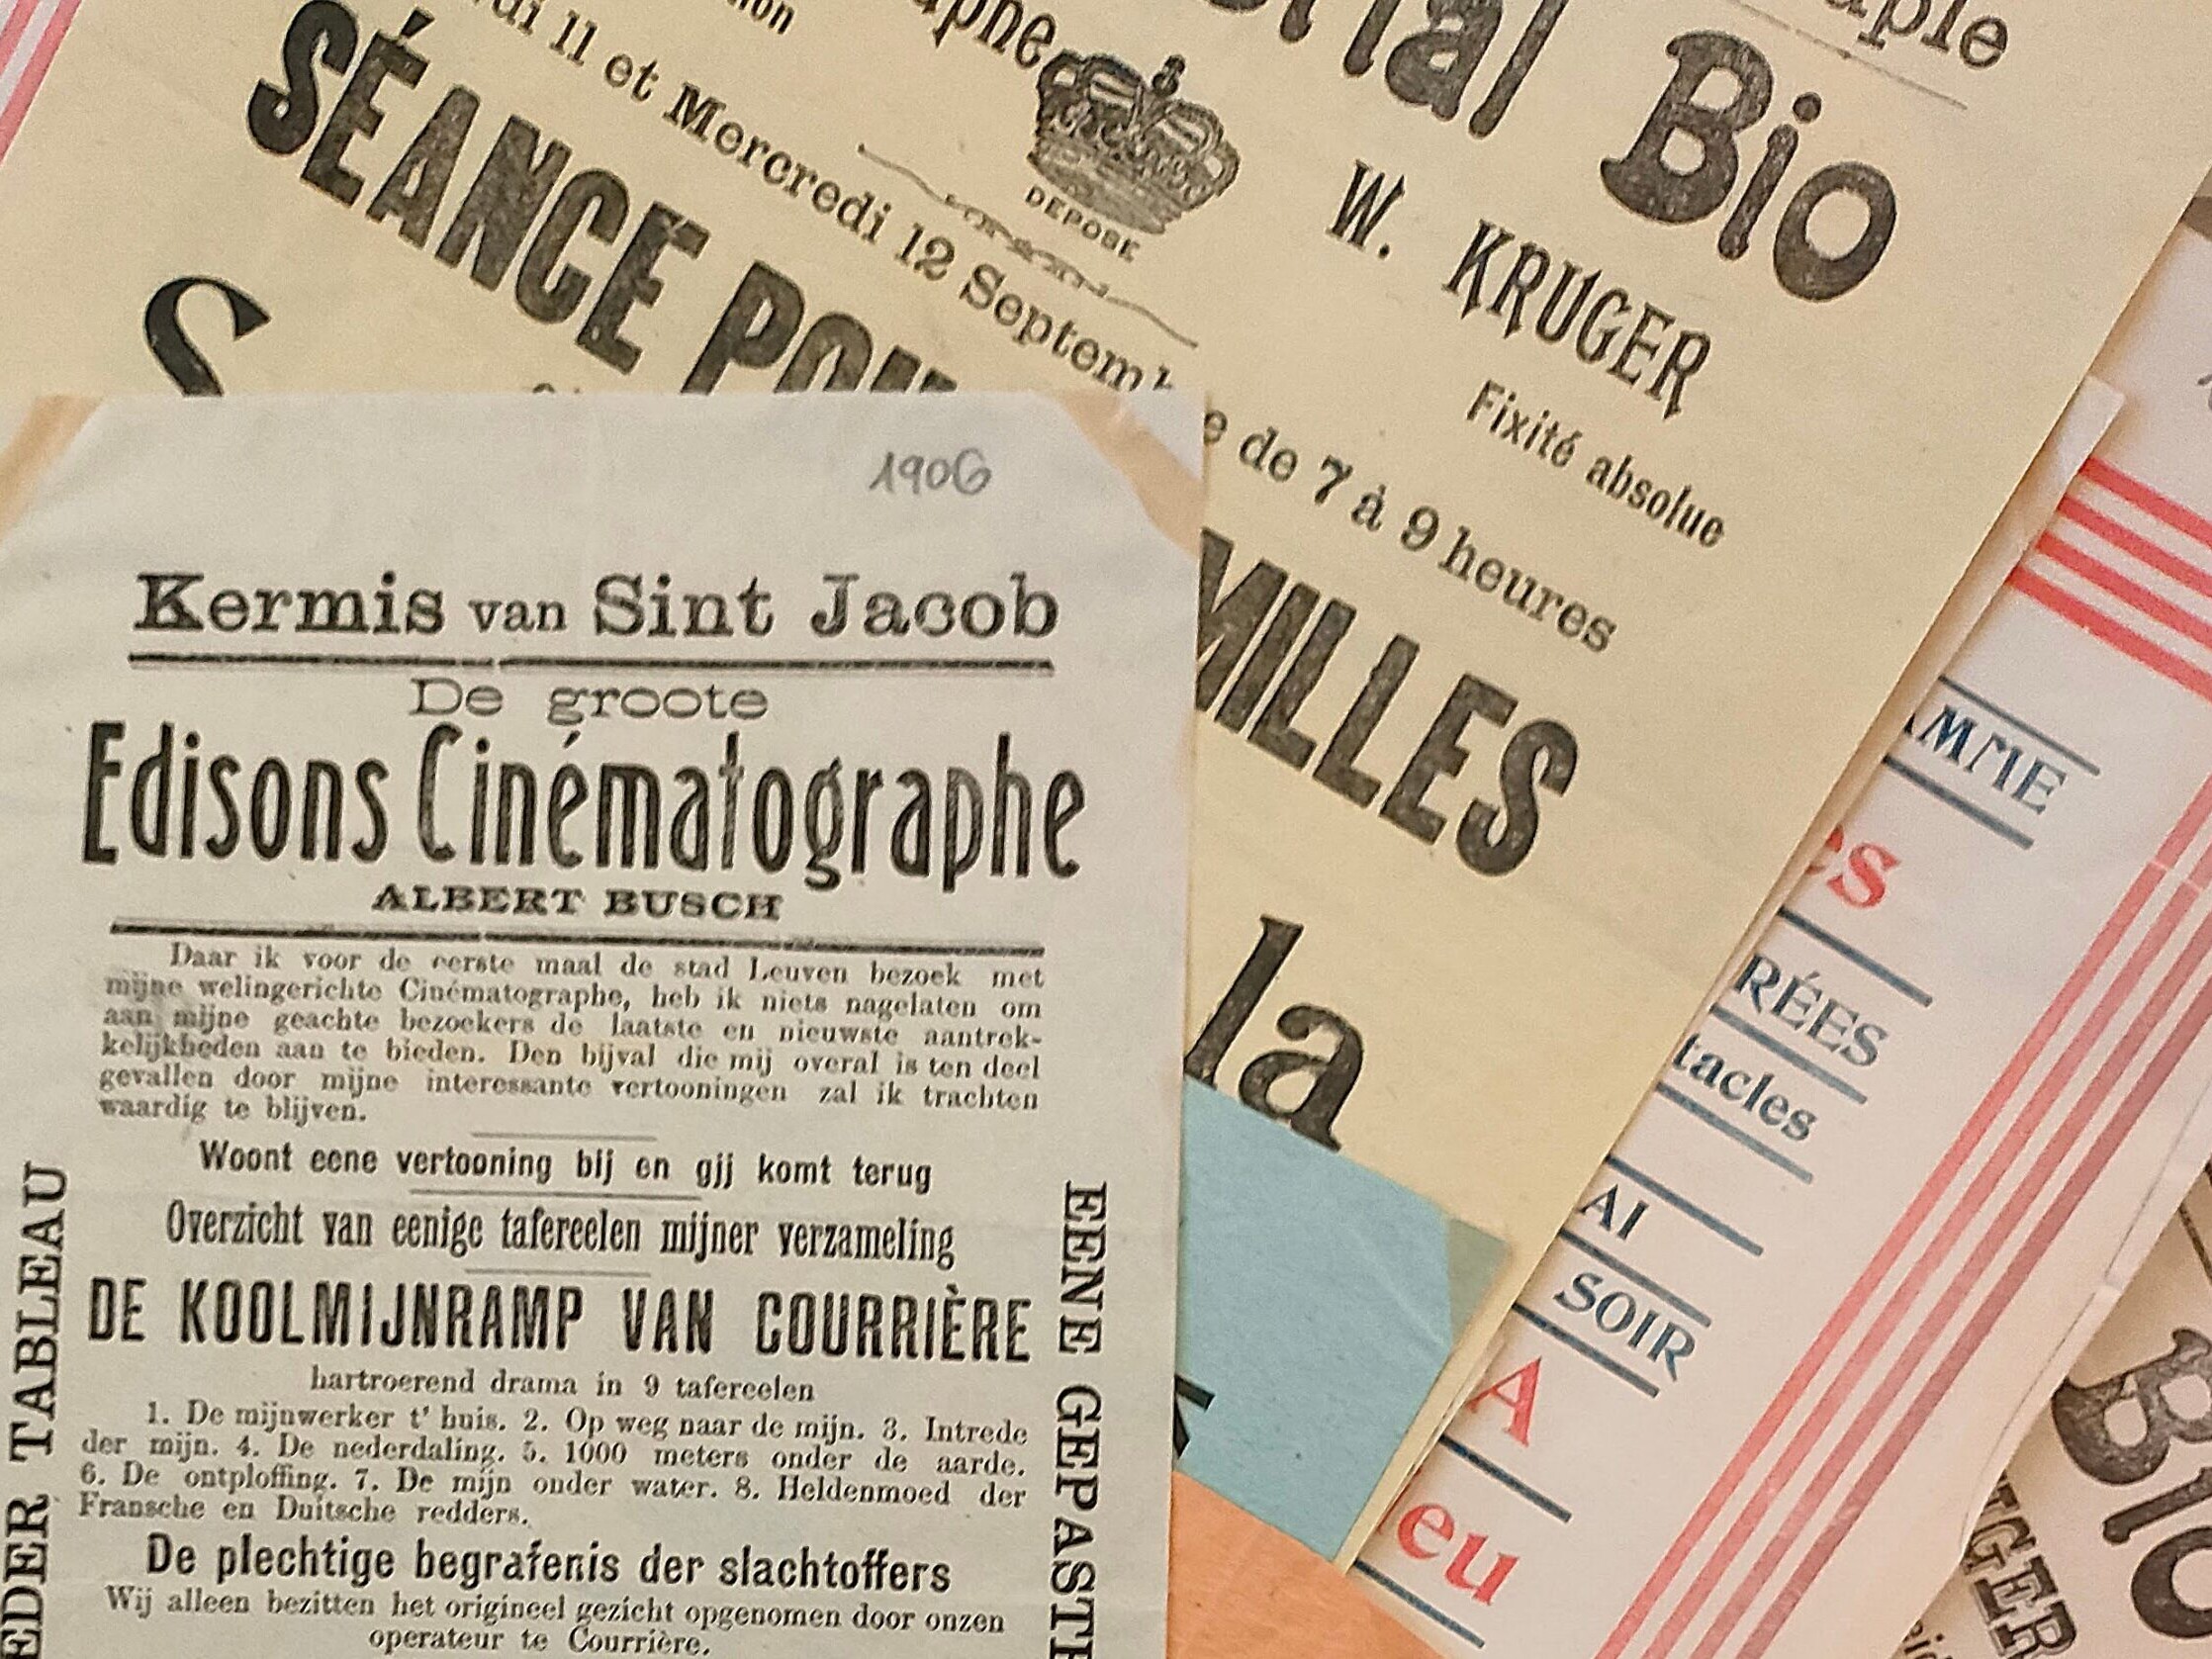 uple
Bio
W. KRUGER
Fixité absolue
DEPOSE
11 et Mercredi 12
de 7 à 9 heures
SÉANCE
la
1906
Kermis van Sint Jacob
De groote
Edisons Cinématographe
ALBERT BUSCH
Daar ik voor de eerste maal de stad Leuven bezoek met
mijne welingerichte Cinématographe, heb ik niets nagelaten om
aan mijne geachte bezoekers de laatste en nieuwste aantrek-
kelijkheden aan te bieden. Den bijval die mij overal is ten deel
gevallen door mijne interessante vertooningen zal ik trachten
waardig te blijven.
Woont eene vertooning bij en gij komt terug
Overzicht van eenige tafereelen mijner verzameling
DE KOOLMIJNRAMP VAN COURRIÈRE
hartroerend drama in 9 tafereelen
1. De mijnwerker t' huis. 2. Op weg naar de mijn. 3. Intrede
der mijn. 4. De nederdaling. 5. 1000 meters onder de aarde.
6. De ontploffing. 7. De mijn onder water. 8. Heldenmoed der
Fransche en Duitsche redders.
De plechtige begrafenis der slachtoffers
Wij alleen bezitten het origineel gezicht opgenomen door onzen
operateur te Courrière.
EDER TABLEAU
EENE GEPASTE
MILLES
RÉES
tacles
AI
SOIR
A
eu